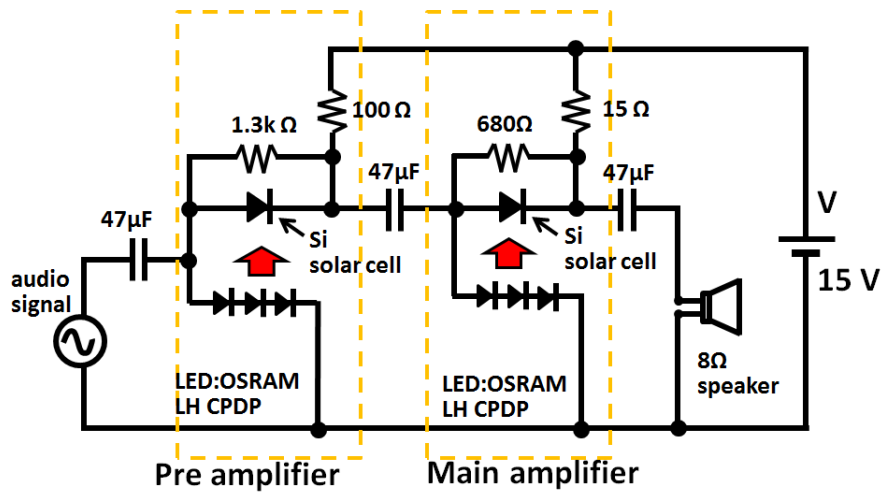 100 Ω
15 Ω
1.3k Ω
680Ω
47μF
47μF
47μF
Si
solar cell
Si
solar cell
V
15 V
audio
signal
8Ω
speaker
LED:OSRAM
LH CPDP
LED:OSRAM
LH CPDP
Pre amplifier
Main amplifier